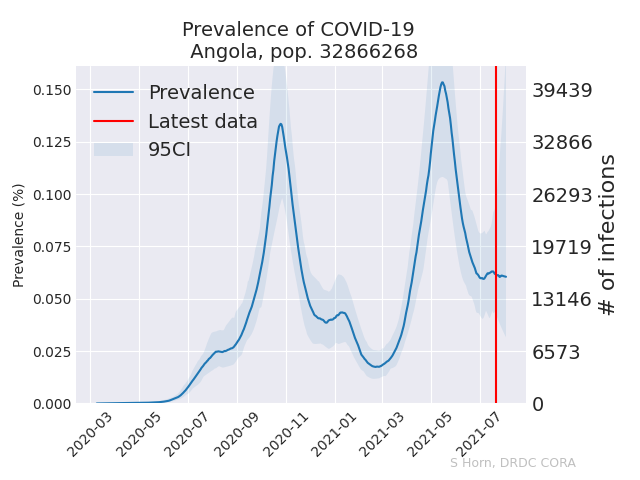 Prevalence of COVID-19
Angola, pop. 32866268
Prevalence
Latest data
95CI
Prevalence (%)
0.150
0.125
0.100
0.075
0.050
0.025
0.000
39439
32866
26293
19719
13146
6573
0
# of infections
2020-03
2020-05
2020-07
2020-09
2020-11
2021-01
2021-03
2021-05
2021-07
S Horn, DRDC CORA